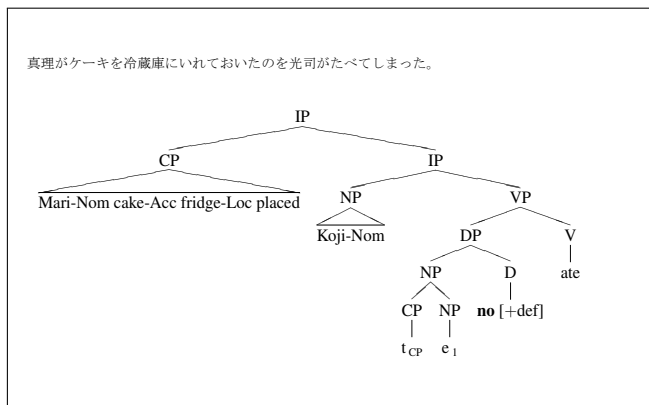 真理がケーキを冷蔵庫にいれておいたのを光司がたべてしまった。
IP
CP IP
Mari-Nom cake-Acc fridge-Loc placed NP VP
Koji-Nom DP V
NP D ate
CP NP no [+def]
t CP e 1